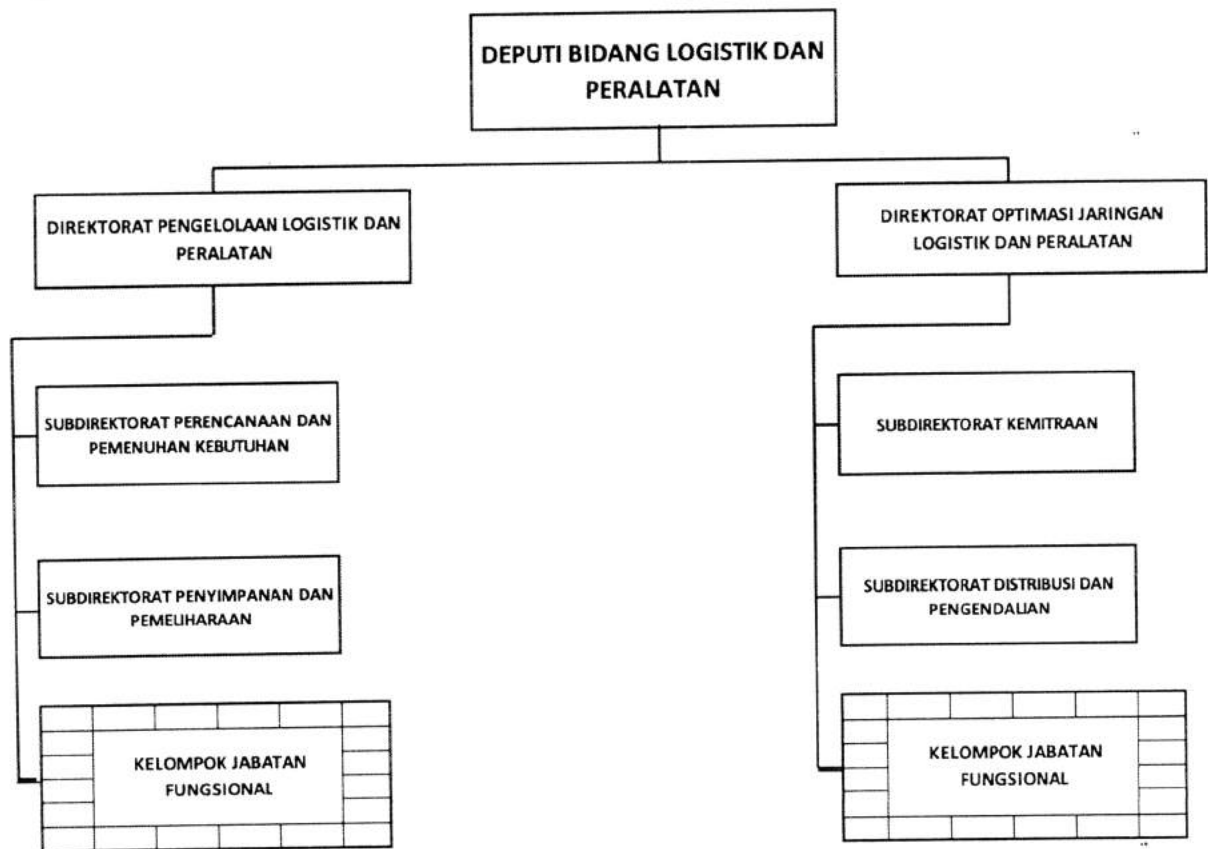 DEPUTI BIDANG LOGISTIK DAN
PERALATAN
DIREKTORAT PENGELOLAAN LOGISTIK DAN
PERALATAN
DIREKTORAT OPTIMASI JARINGAN
LOGISTIK DAN PERALATAN
SUBDIREKTORAT PERENCANAAN DAN
PEMENUHAN KEBUTUHAN
SUBDIREKTORAT KEMITRAAN
SUBDIREKTORAT PENYIMPANAN DAN
PEMELIHARAAN
SUBDIREKTORAT DISTRIBUSI DAN
PENGENDALIAN
KELOMPOK JABATAN
FUNGSIONAL
KELOMPOK JABATAN
FUNGSIONAL